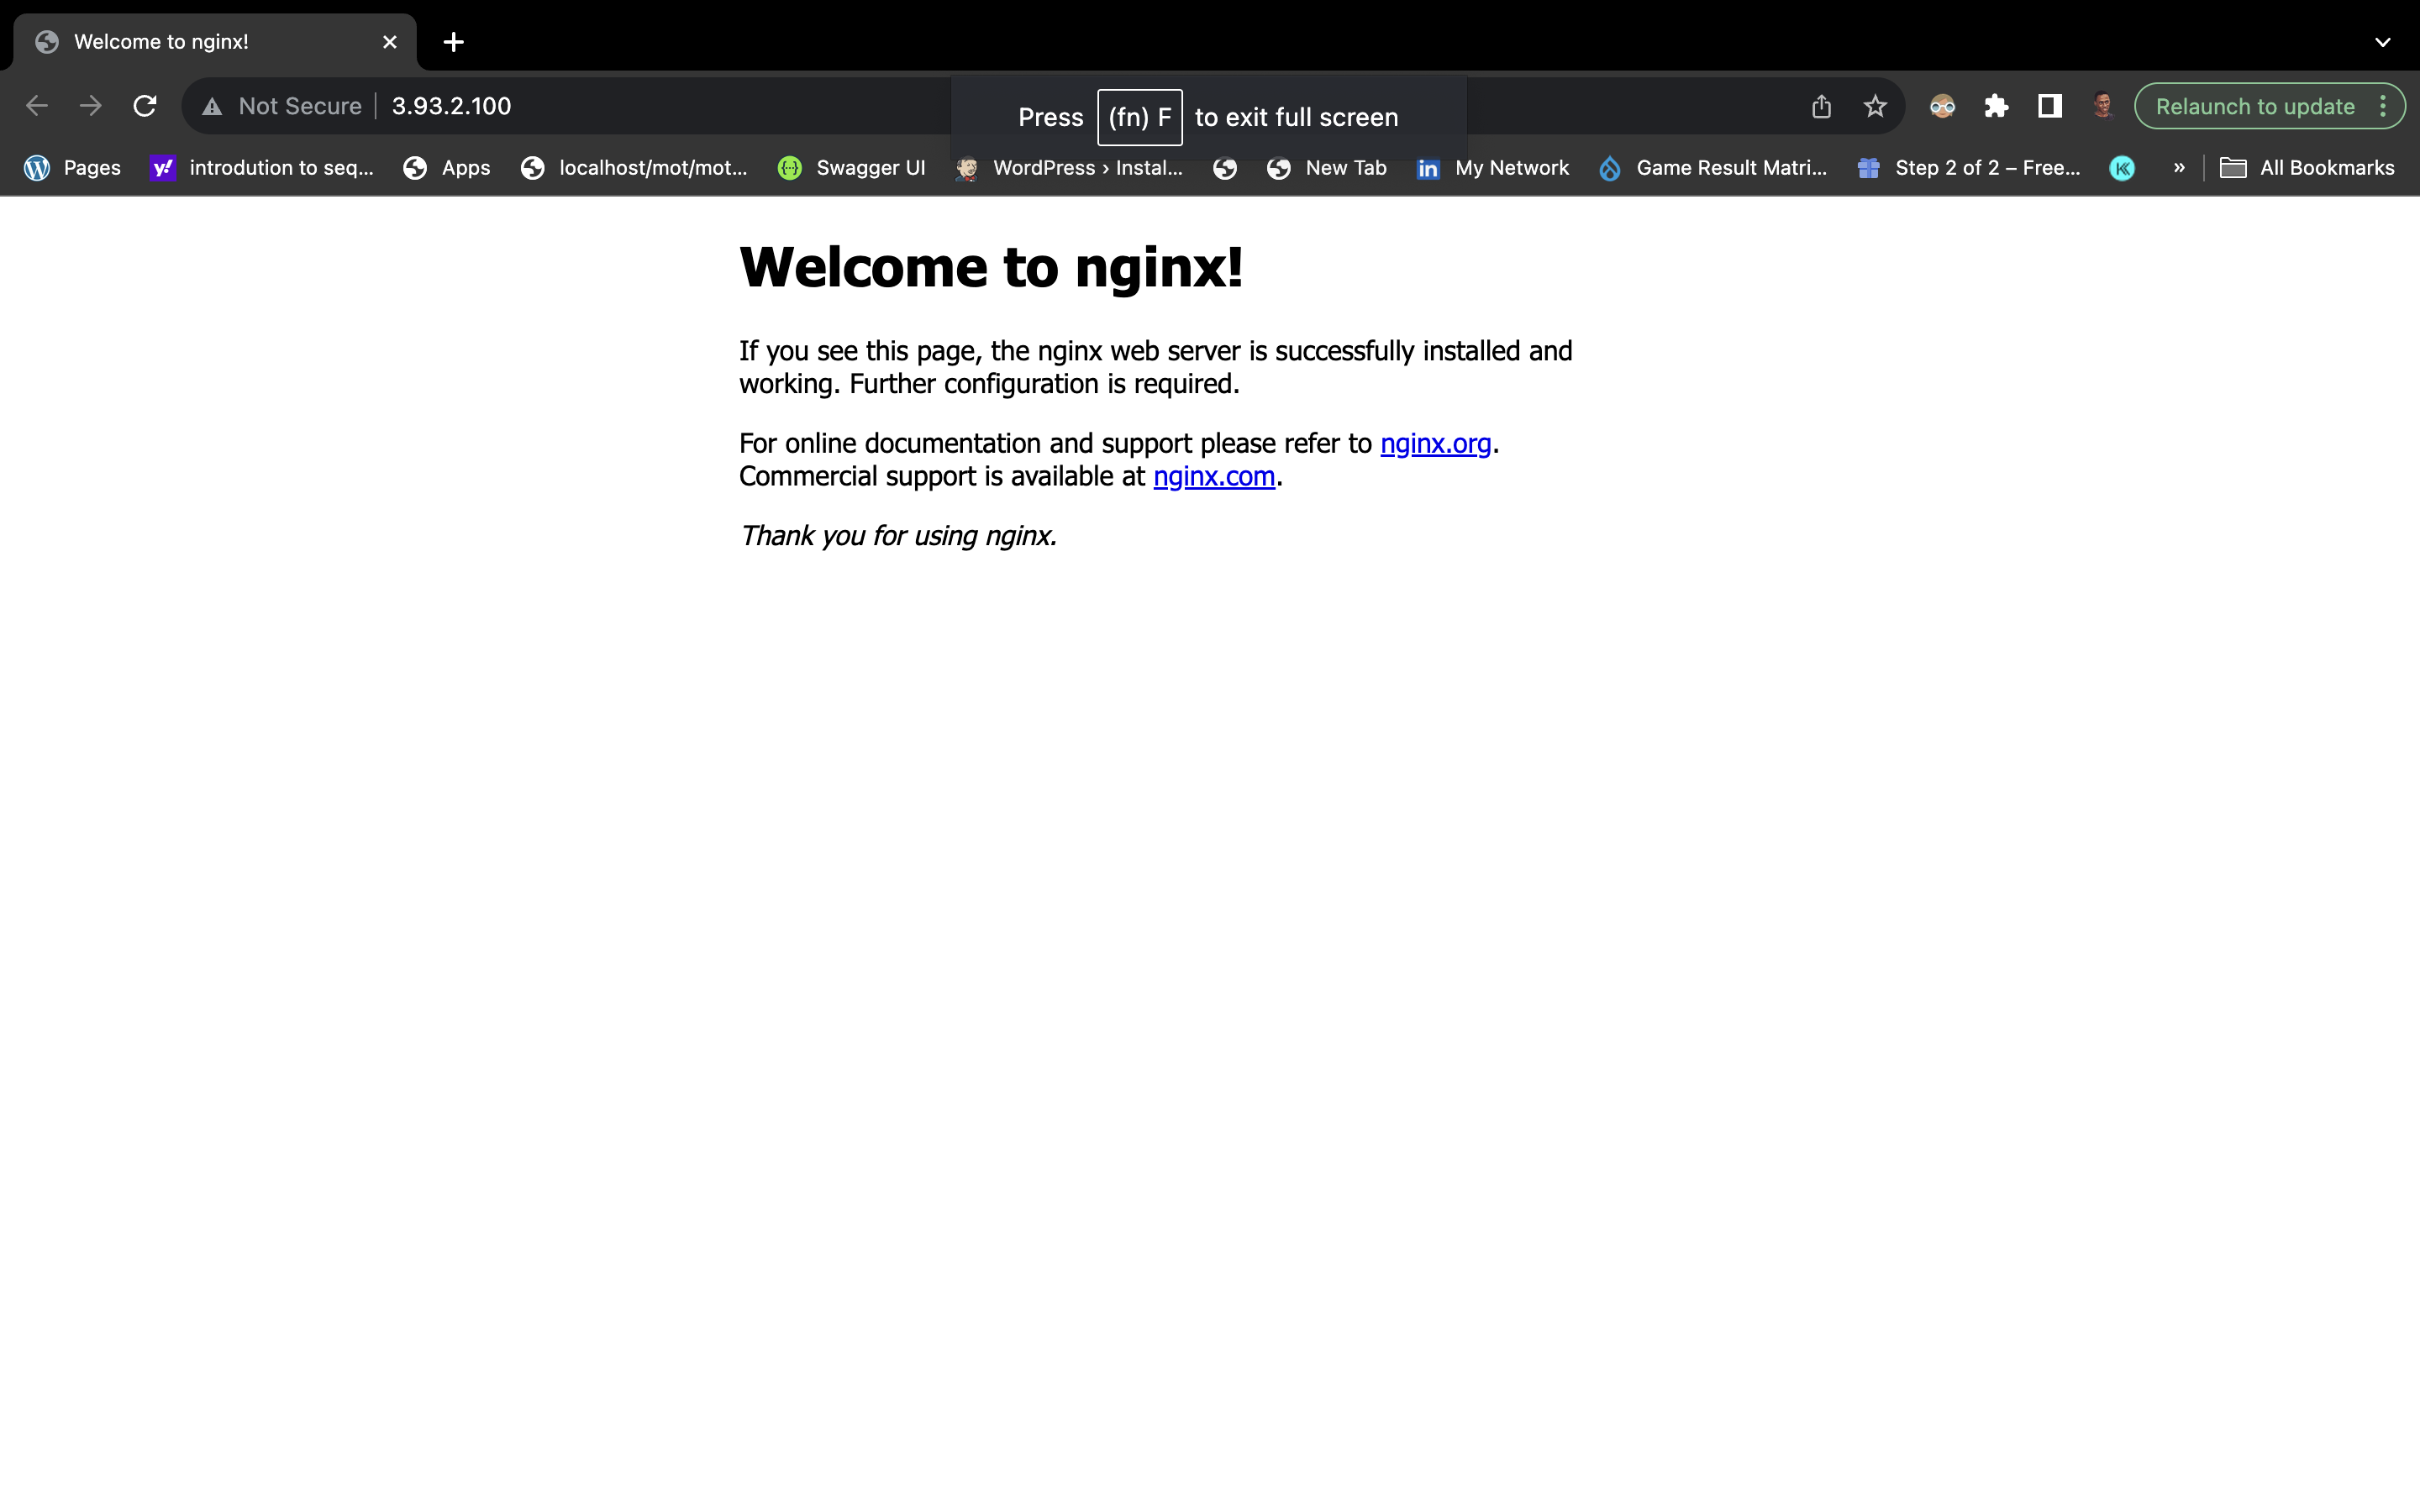 Welcome to nginx!
Not Secure 3.93.2.100
Press (fn) F to exit full screen
Relaunch to update
Pages introdution to seq... Apps localhost/mot/mot... Swagger UI WordPress › Instal... New Tab My Network Game Result Matri... Step 2 of 2 – Free... » All Bookmarks
Welcome to nginx!
If you see this page, the nginx web server is successfully installed and
working. Further configuration is required.
For online documentation and support please refer to nginx.org.
Commercial support is available at nginx.com.
Thank you for using nginx.